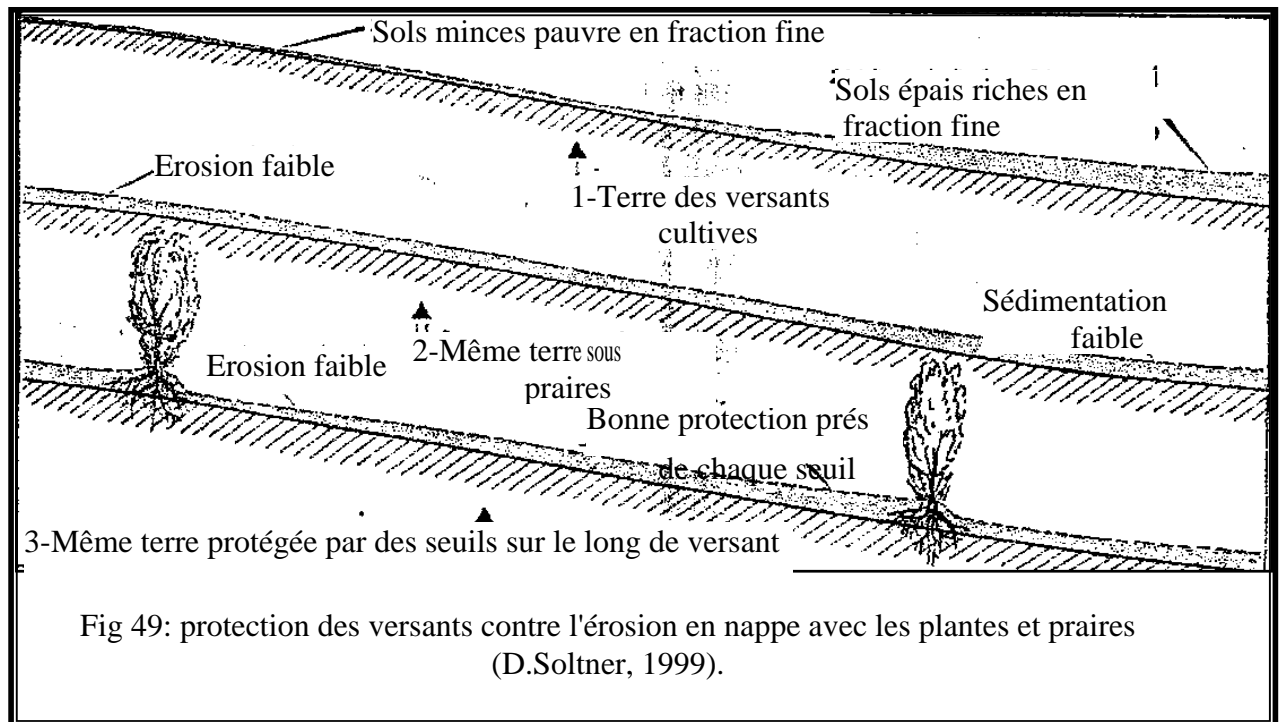 Sols minces pauvre en fraction fine
Sols épais riches en
fraction fine
Erosion faible
1-Terre des versants
cultives
Sédimentation
faible
2-Même terre sous
praires
Erosion faible
Bonne protection prés
de chaque seuil
3-Même terre protégée par des seuils sur le long de versant
Fig 49: protection des versants contre l'érosion en nappe avec les plantes et praires
(D.Soltner, 1999).